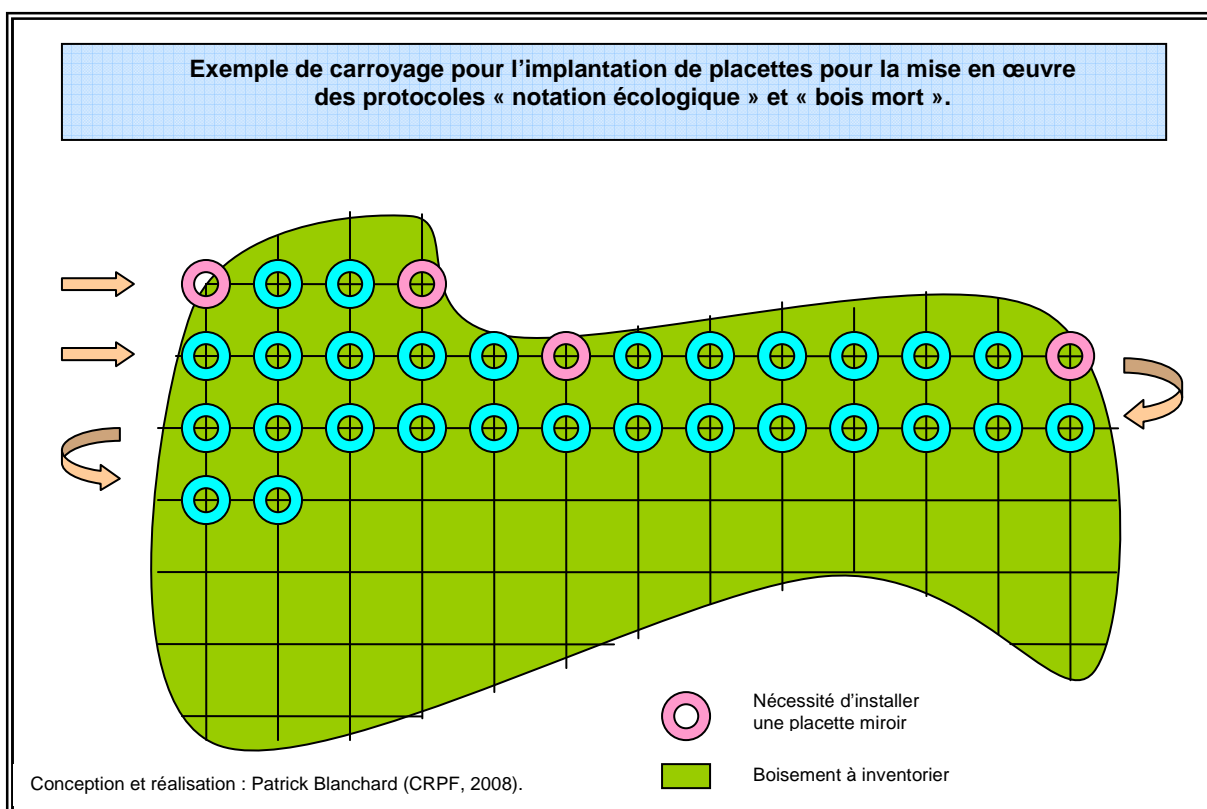 Exemple de carroyage pour l'implantation de placettes pour la mise en œuvre
des protocoles « notation écologique » et « bois mort ».
Nécessité d'installer
une placette miroir
Boisement à inventorier
Conception et réalisation : Patrick Blanchard (CRPF, 2008).